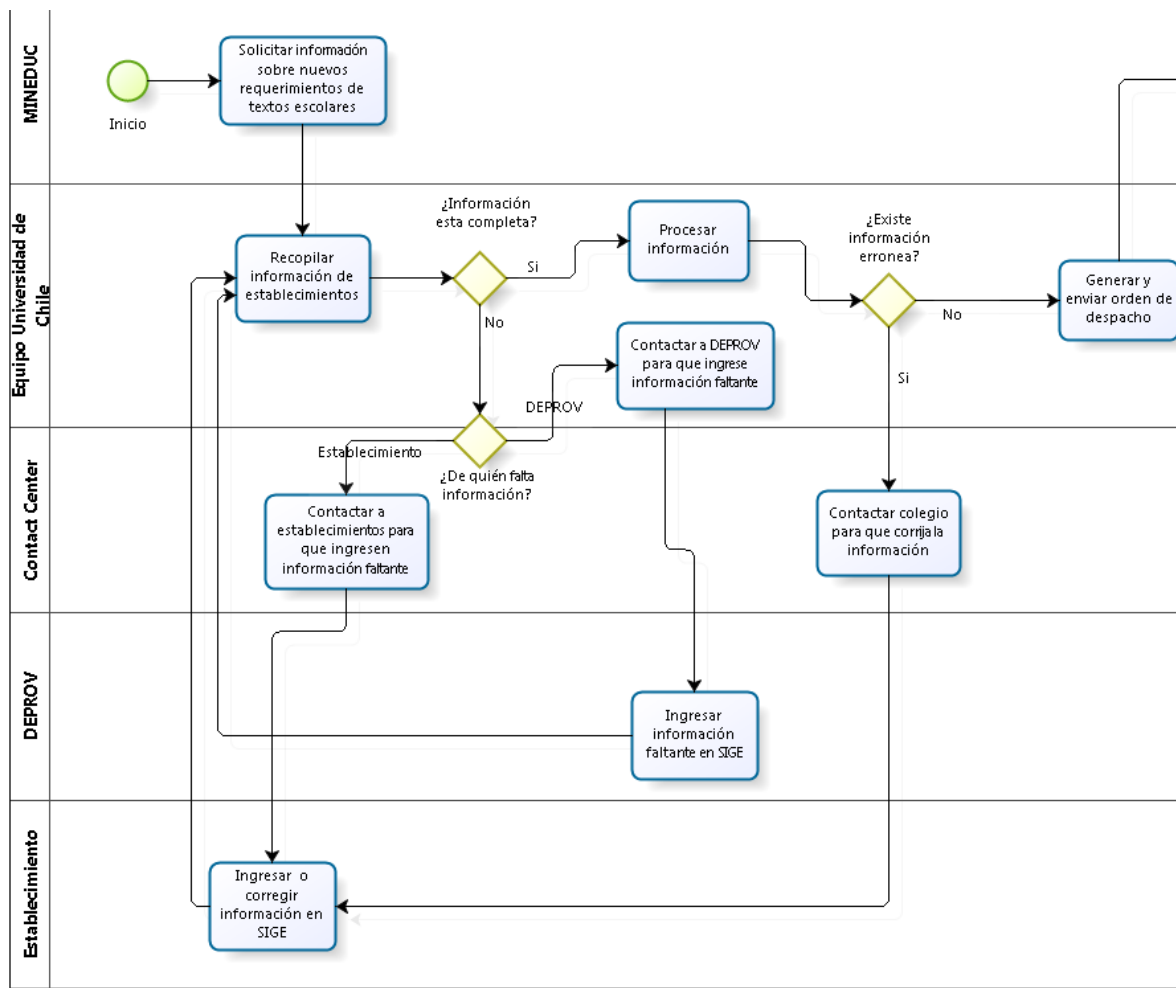 MINEDUC
Solicitar información
sobre nuevos
requerimientos de
textos escolares
Inicio
Equipo Universidad de
Chile
¿Información
esta completa?
Procesar
información
¿Existe
información
erronea?
Recopilar
información de
establecimientos
Si
Generar y
enviar orden de
despacho
No
No
Contactar a DEPROV
para que ingrese
información faltante
Si
DEPROV
Contact Center
Establecimiento
¿De quién falta
información?
Contactar a
establecimientos para
que ingresen
información faltante
Contactar colegio
para que corrija la
información
DEPROV
Ingresar
información
faltante en SIGE
Establecimiento
Ingresar o
corregir
información en
SIGE